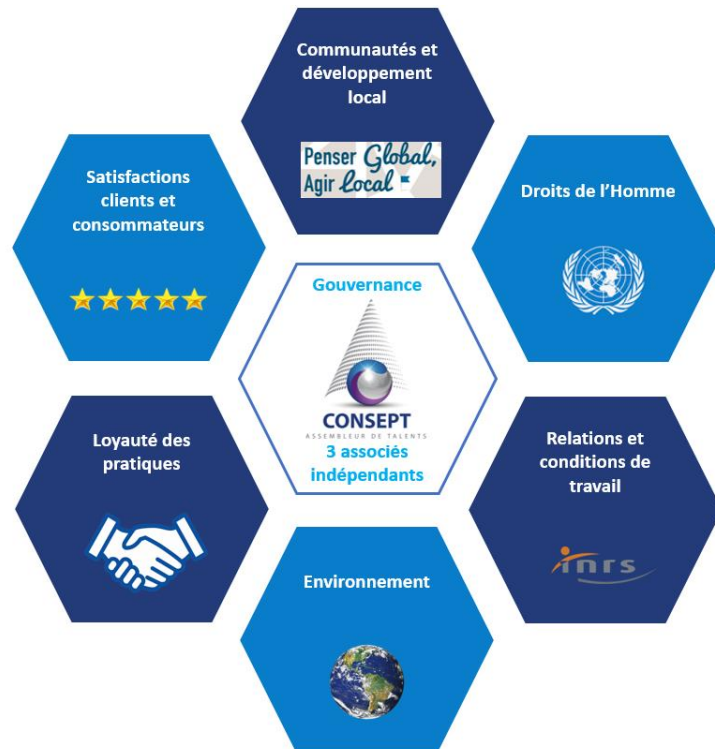 Communautés et
développement
local
Penser Global,
Agir Local
Satisfactions
clients et
consommateurs
Droits de l'Homme
Gouvernance
CONSEPT
ASSEMBLEUR DE TALENTS
3 associés
indépendants
Loyauté des
pratiques
Relations et
conditions de
travail
inrs
Environnement